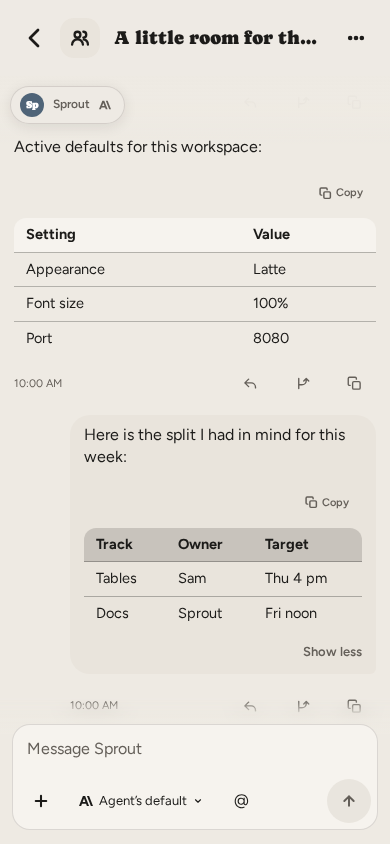 A little room for th...
Sp Sprout
Active defaults for this workspace:
Copy
Setting Value
Appearance Latte
Font size 100%
Port 8080
10:00 AM
Here is the split I had in mind for this
week:
Copy
Track Owner Target
Tables Sam Thu 4 pm
Docs Sprout Fri noon
Show less
10:00 AM
Message Sprout
Agent’s default @